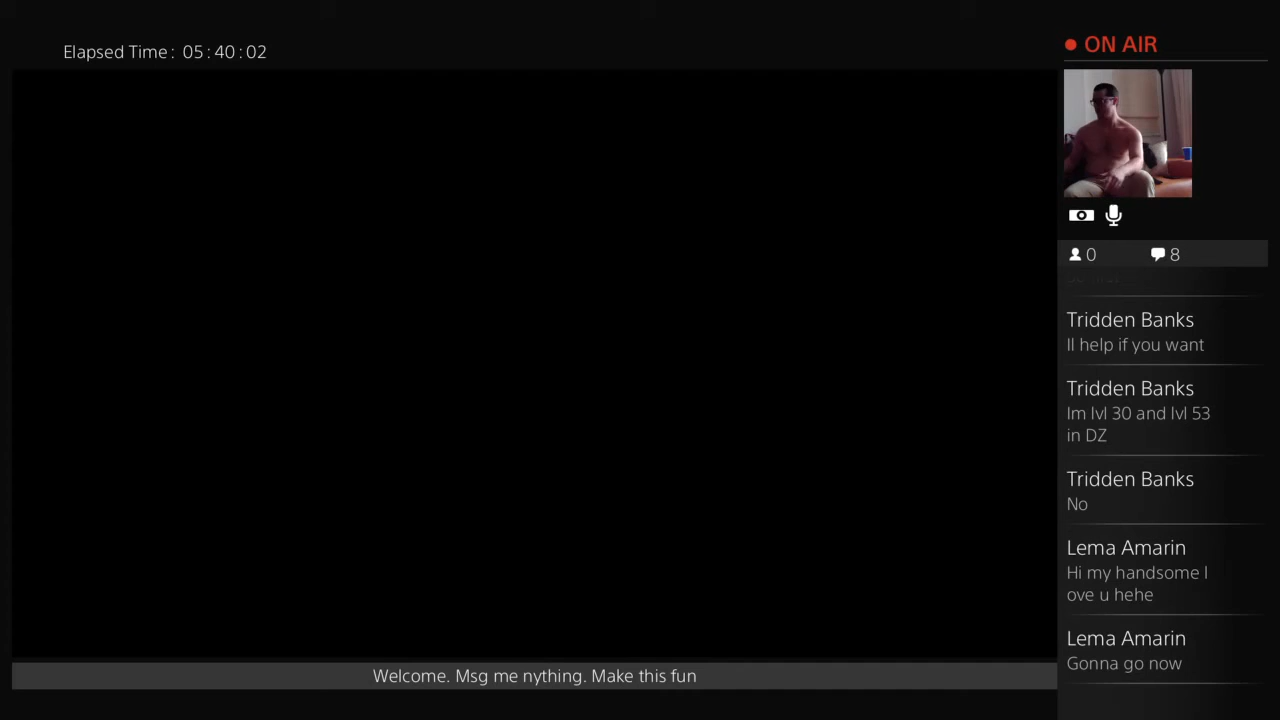 Elapsed Time: 05:40:02
ON AIR
0
8
Tridden Banks
Il help if you want
Tridden Banks
Im lvl 30 and lvl 53
in DZ
Tridden Banks
No
Lema Amarin
Hi my handsome l
ove u hehe
Lema Amarin
Gonna go now
Welcome. Msg me nything. Make this fun